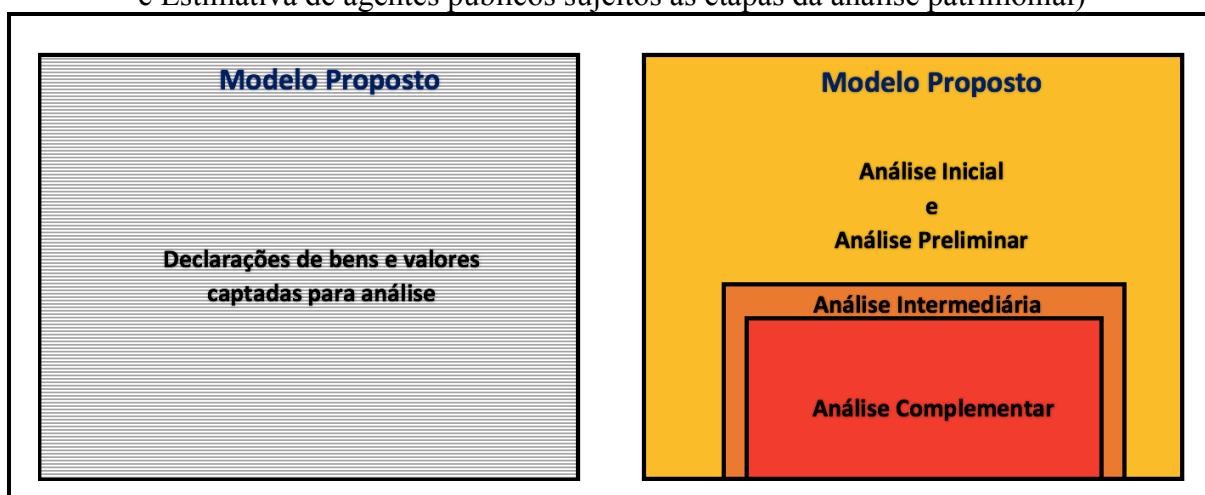 e Estimativa de agentes públicos sujeitos às etapas da análise patrimonial)
Modelo Proposto
Declarações de bens e valores
captadas para análise
Modelo Proposto
Análise Inicial
e
Análise Preliminar
Análise Intermediária
Análise Complementar